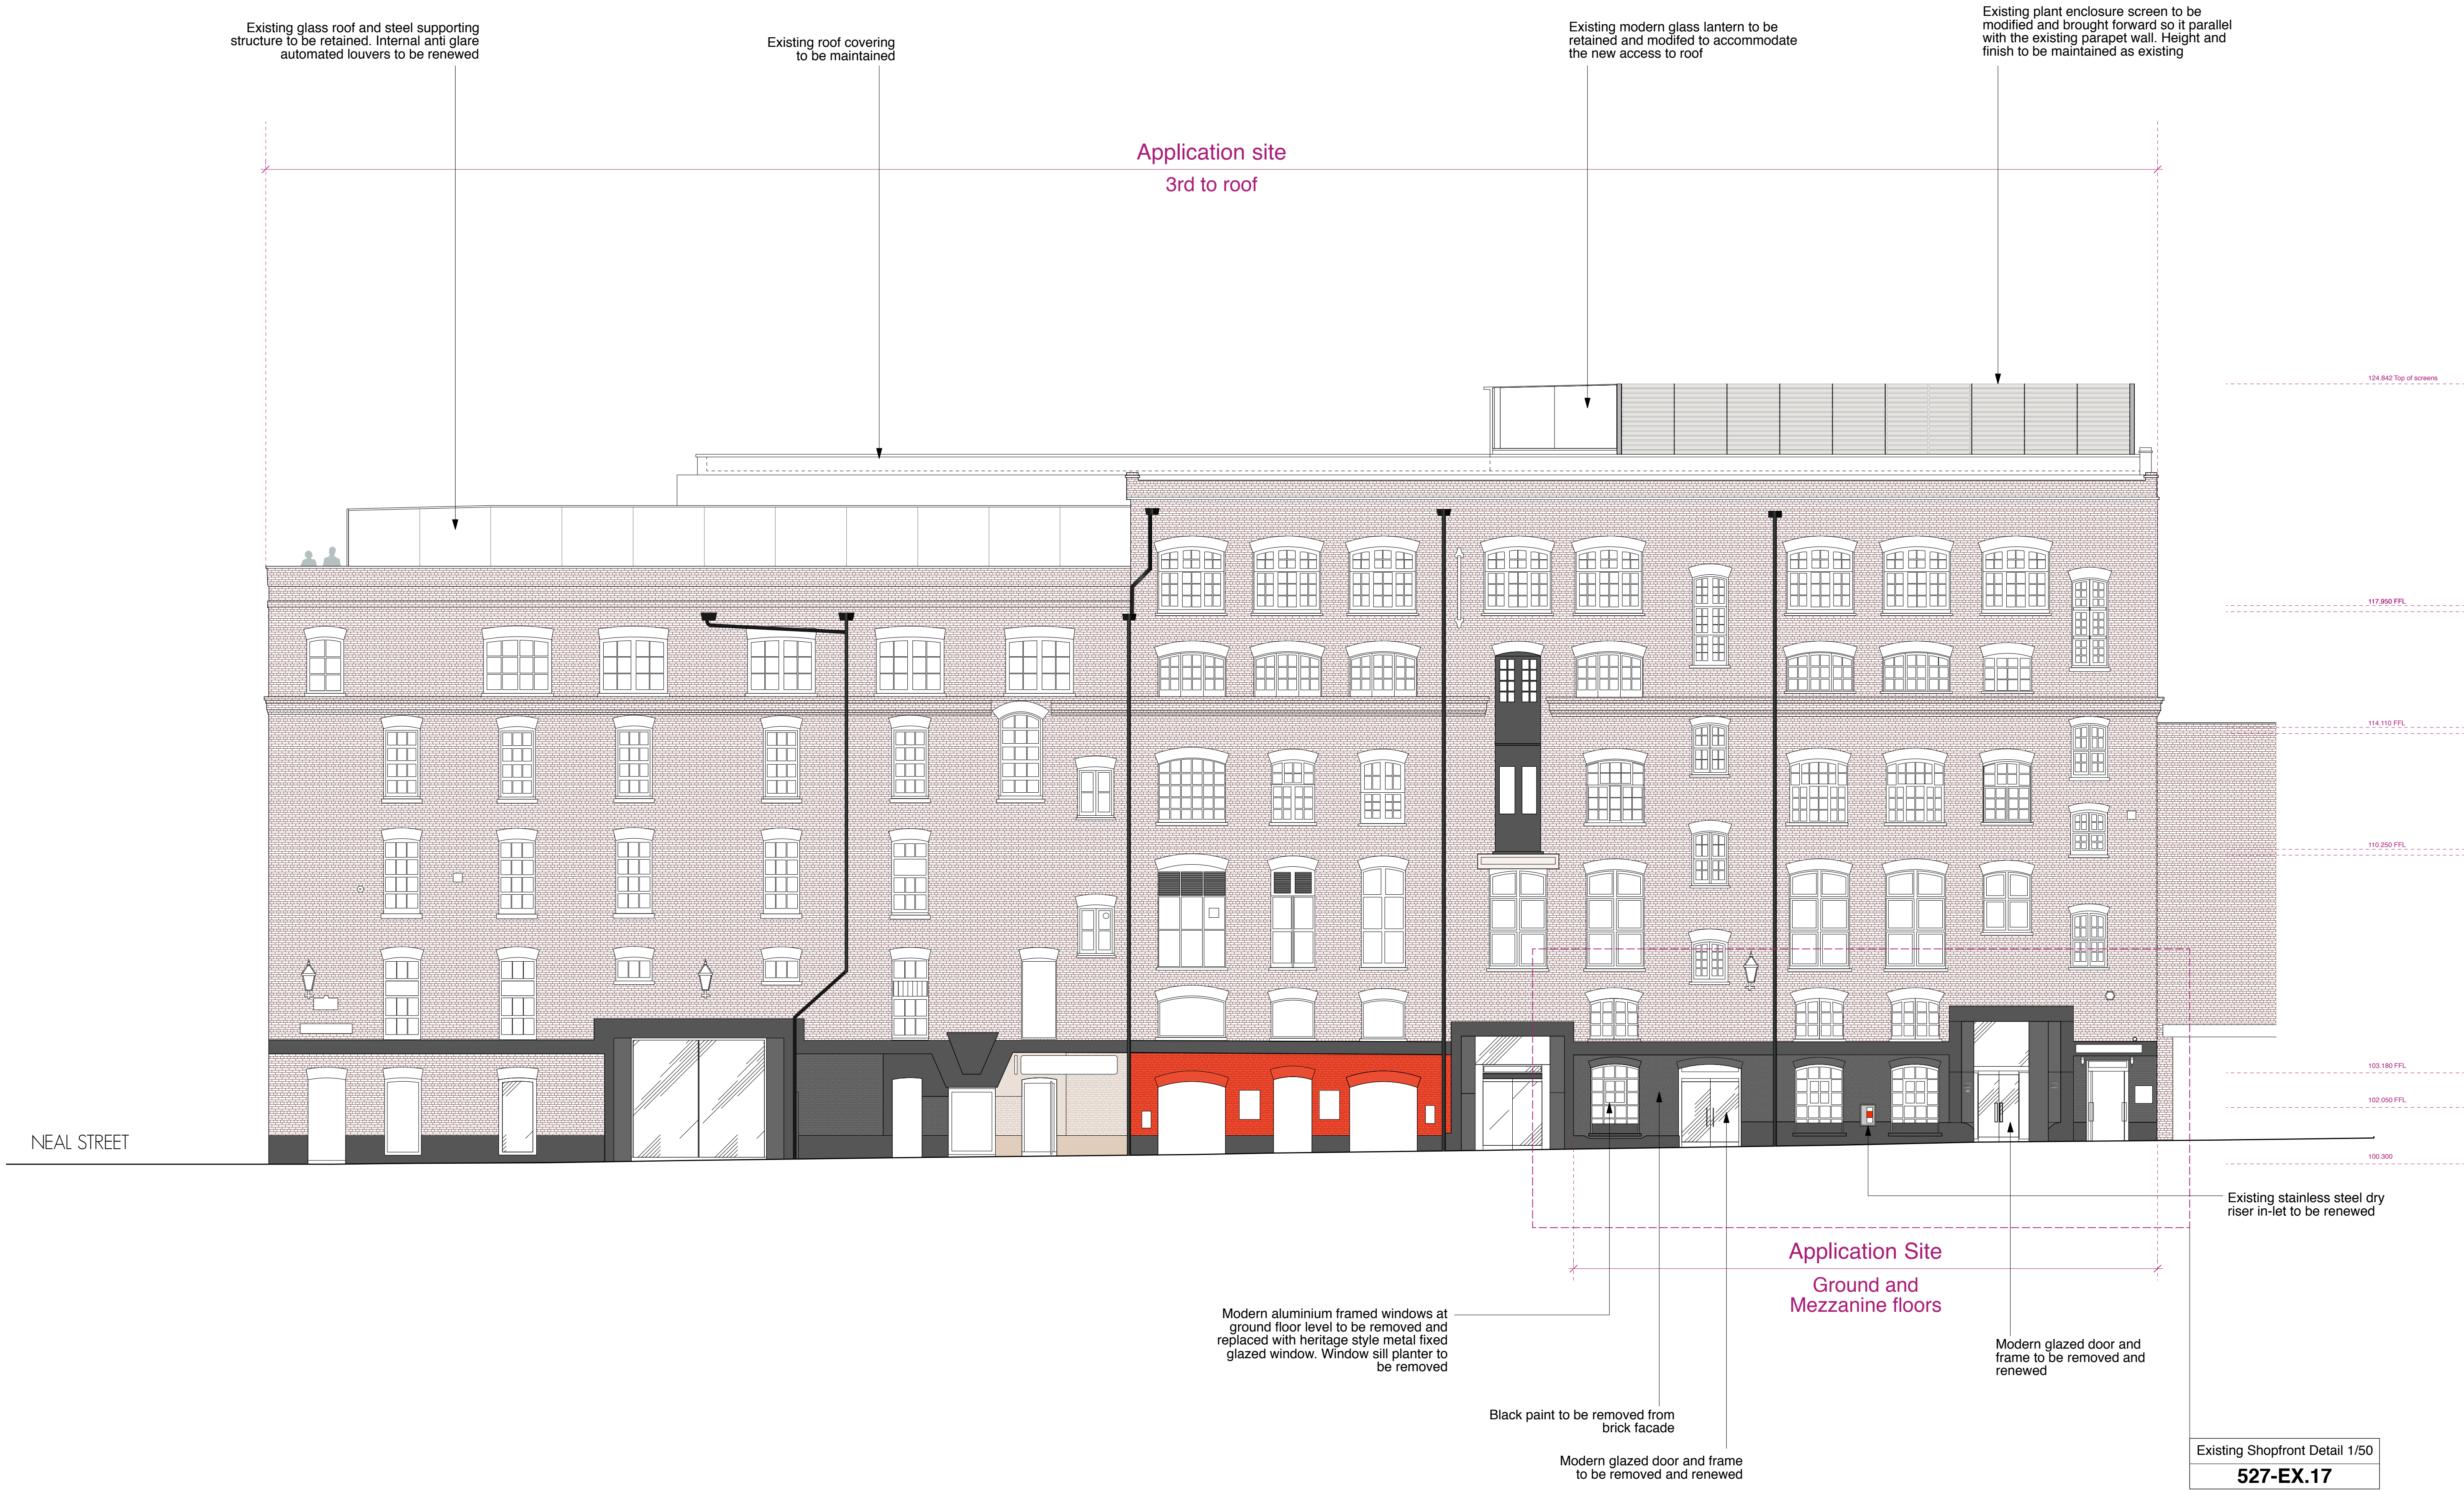 Existing glass roof and steel supporting
structure to be retained. Internal anti glare
automated louvers to be renewed
Existing roof covering
to be maintained
Existing modern glass lantern to be
retained and modifed to accommodate
the new access to roof
Existing plant enclosure screen to be
modified and brought forward so it parallel
with the existing parapet wall. Height and
finish to be maintained as existing
Application site
3rd to roof
124.842 Top of screens
117.950 FFL
114.110 FFL
110.250 FFL
103.180 FFL
102.050 FFL
100.300
NEAL STREET
Existing stainless steel dry
riser in-let to be renewed
Application Site
Ground and
Mezzanine floors
Modern aluminium framed windows at
ground floor level to be removed and
replaced with heritage style metal fixed
glazed window. Window sill planter to
be removed
Modern glazed door and
frame to be removed and
renewed
Black paint to be removed from
brick facade
Modern glazed door and frame
to be removed and renewed
Existing Shopfront Detail 1/50
527-EX.17